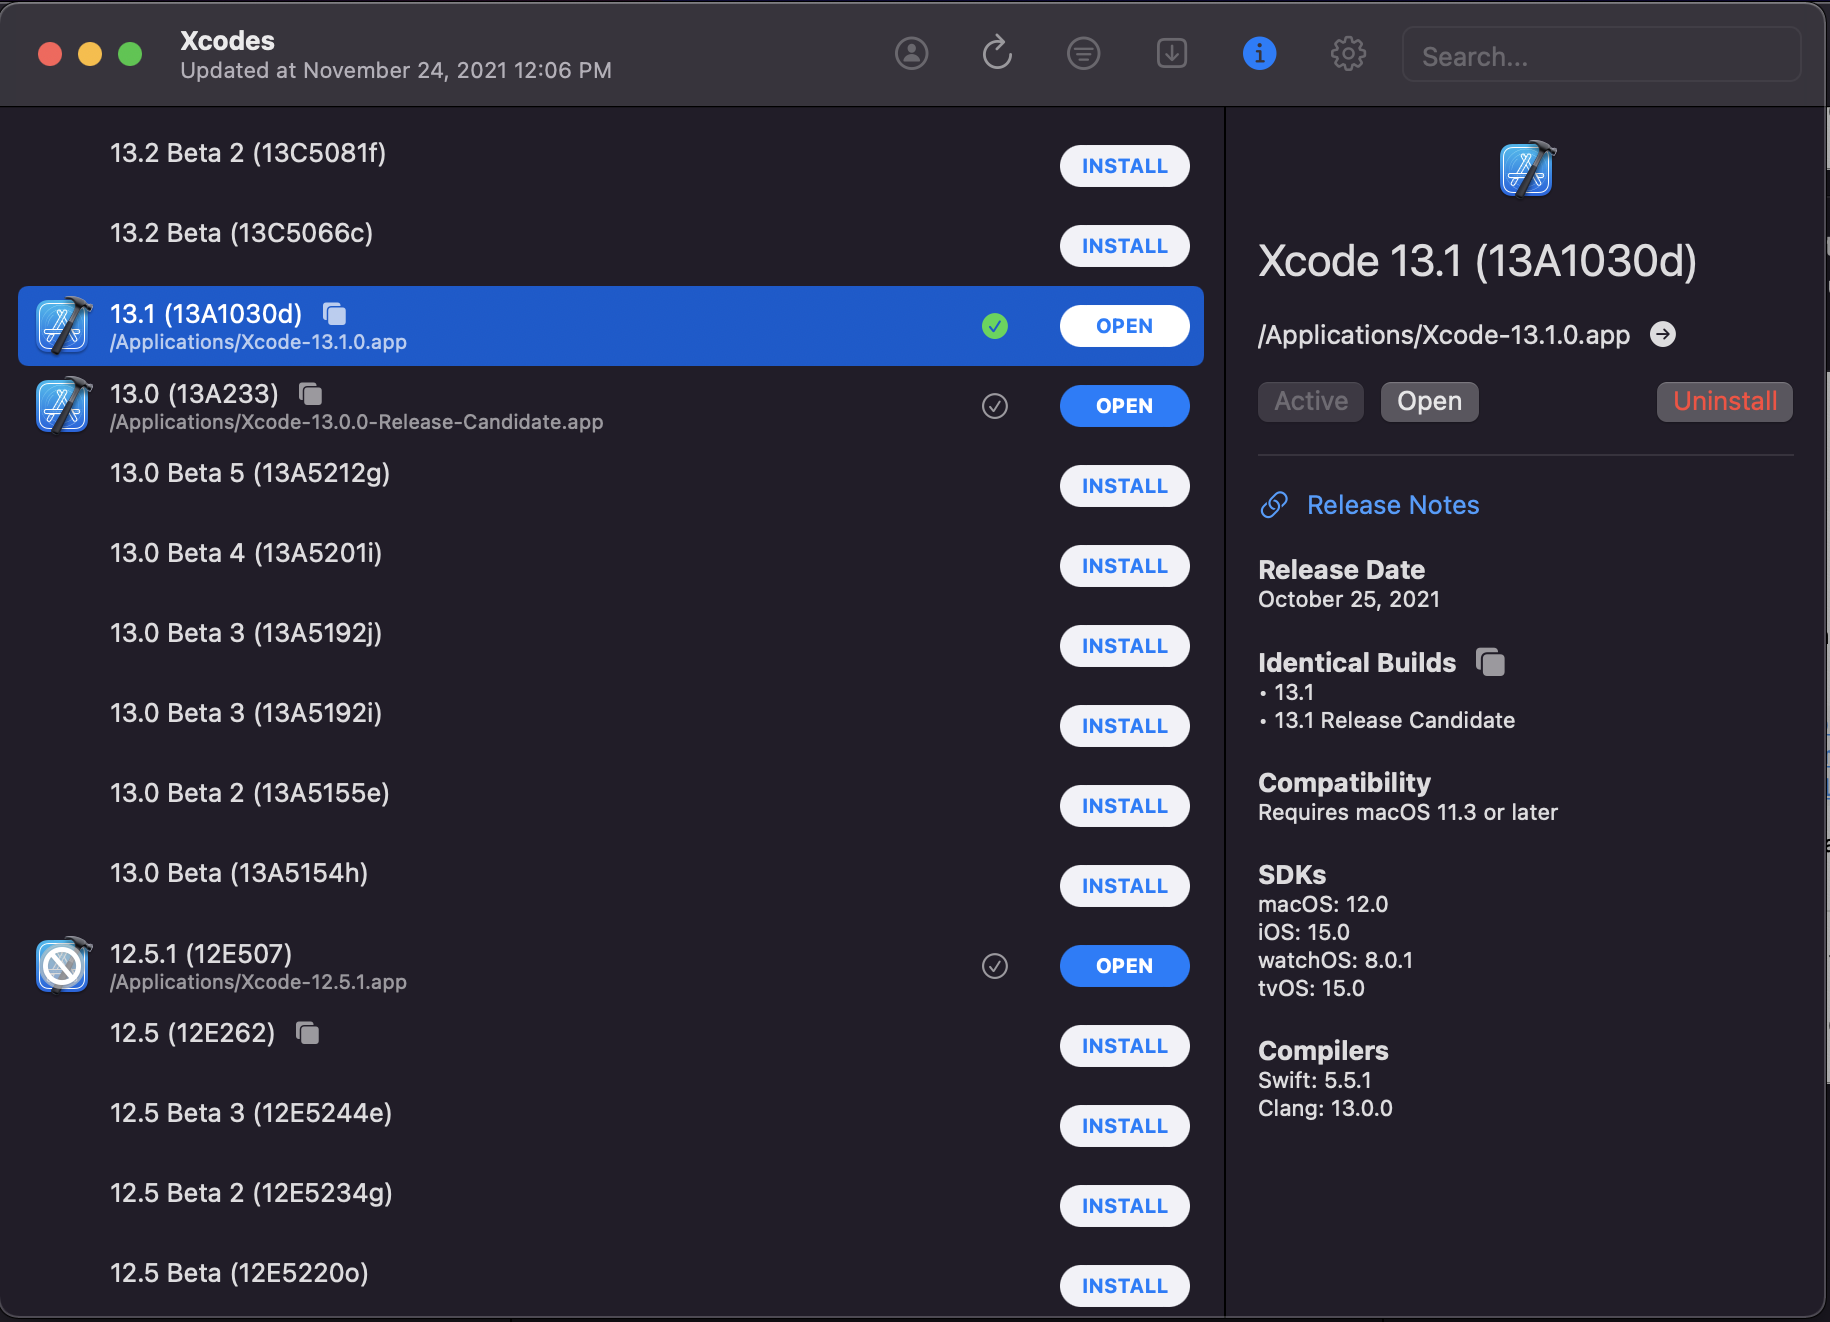 Xcodes
Updated at November 24, 2021 12:06 PM
Search...
13.2 Beta 2 (13C5081f)
INSTALL
13.2 Beta (13C5066c)
INSTALL
13.1 (13A1030d)
/Applications/Xcode-13.1.0.app
OPEN
13.0 (13A233)
/Applications/Xcode-13.0.0-Release-Candidate.app
OPEN
13.0 Beta 5 (13A5212g)
INSTALL
13.0 Beta 4 (13A5201i)
INSTALL
13.0 Beta 3 (13A5192j)
INSTALL
13.0 Beta 3 (13A5192i)
INSTALL
13.0 Beta 2 (13A5155e)
INSTALL
13.0 Beta (13A5154h)
INSTALL
12.5.1 (12E507)
/Applications/Xcode-12.5.1.app
OPEN
12.5 (12E262)
INSTALL
12.5 Beta 3 (12E5244e)
INSTALL
12.5 Beta 2 (12E5234g)
INSTALL
12.5 Beta (12E5220o)
INSTALL
Xcode 13.1 (13A1030d)
/Applications/Xcode-13.1.0.app
Active Open Uninstall
Release Notes
Release Date
October 25, 2021
Identical Builds
• 13.1
• 13.1 Release Candidate
Compatibility
Requires macOS 11.3 or later
SDKs
macOS: 12.0
iOS: 15.0
watchOS: 8.0.1
tvOS: 15.0
Compilers
Swift: 5.5.1
Clang: 13.0.0